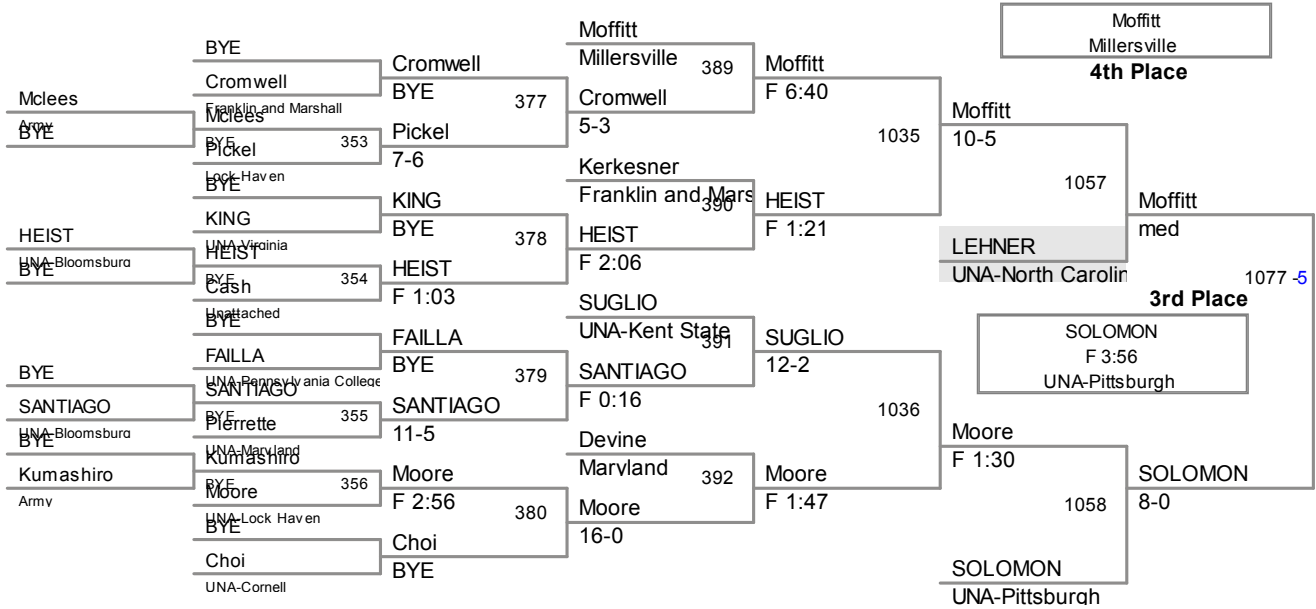 Mclees
Army
BYE
HEIST
UNA-Bloomsburg
BYE
BYE
SANTIAGO
UNA-Bloomsburg
BYE
Kumashiro
Army
BYE
Cromwell
Franklin and Marshall
Mclees
BYE 353
Pickel
Lock Haven
BYE
KING
UNA-Virginia
HEIST
BYE 354
Cash
Unattached
BYE
FAILLA
UNA-Pennsylvania College
SANTIAGO
BYE 355
Pierrette
UNA-Maryland
Kumashiro
BYE 356
Moore
UNA-Lock Haven
BYE
Choi
UNA-Cornell
Cromwell
BYE
377
Pickel
7-6
KING
BYE
378
HEIST
F 1:03
FAILLA
BYE
379
SANTIAGO
11-5
Moore
F 2:56
380
Choi
BYE
Moffitt
Millersville
389
Cromwell
5-3
Kerkesner
Franklin and Mars
390
HEIST
F 2:06
SUGLIO
UNA-Kent State
391
SANTIAGO
F 0:16
Devine
Maryland
392
Moore
16-0
Moffitt
F 6:40
1035
HEIST
F 1:21
SUGLIO
12-2
1036
Moore
F 1:47
Moffitt
10-5
1057
LEHNER
UNA-North Carolin
Moore
F 1:30
1058
SOLOMON
UNA-Pittsburgh
Moffitt
med
1077 -5
SOLOMON
8-0
Moffitt
Millersville
4th Place
3rd Place
SOLOMON
F 3:56
UNA-Pittsburgh